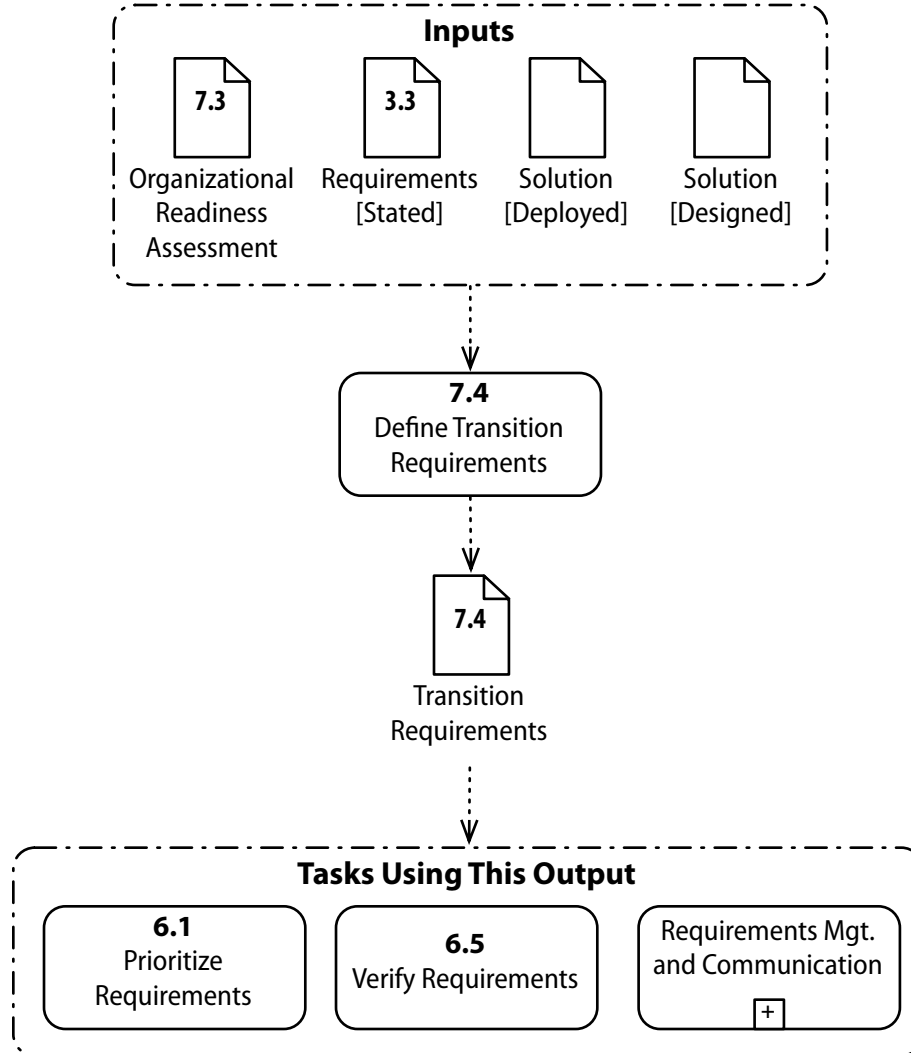 Inputs
7.3
Organizational
Readiness
Assessment
3.3
Requirements
[Stated]
Solution
[Deployed]
Solution
[Designed]
7.4
Define Transition
Requirements
7.4
Transition
Requirements
Tasks Using This Output
6.1
Prioritize
Requirements
6.5
Verify Requirements
Requirements Mgt.
and Communication
+